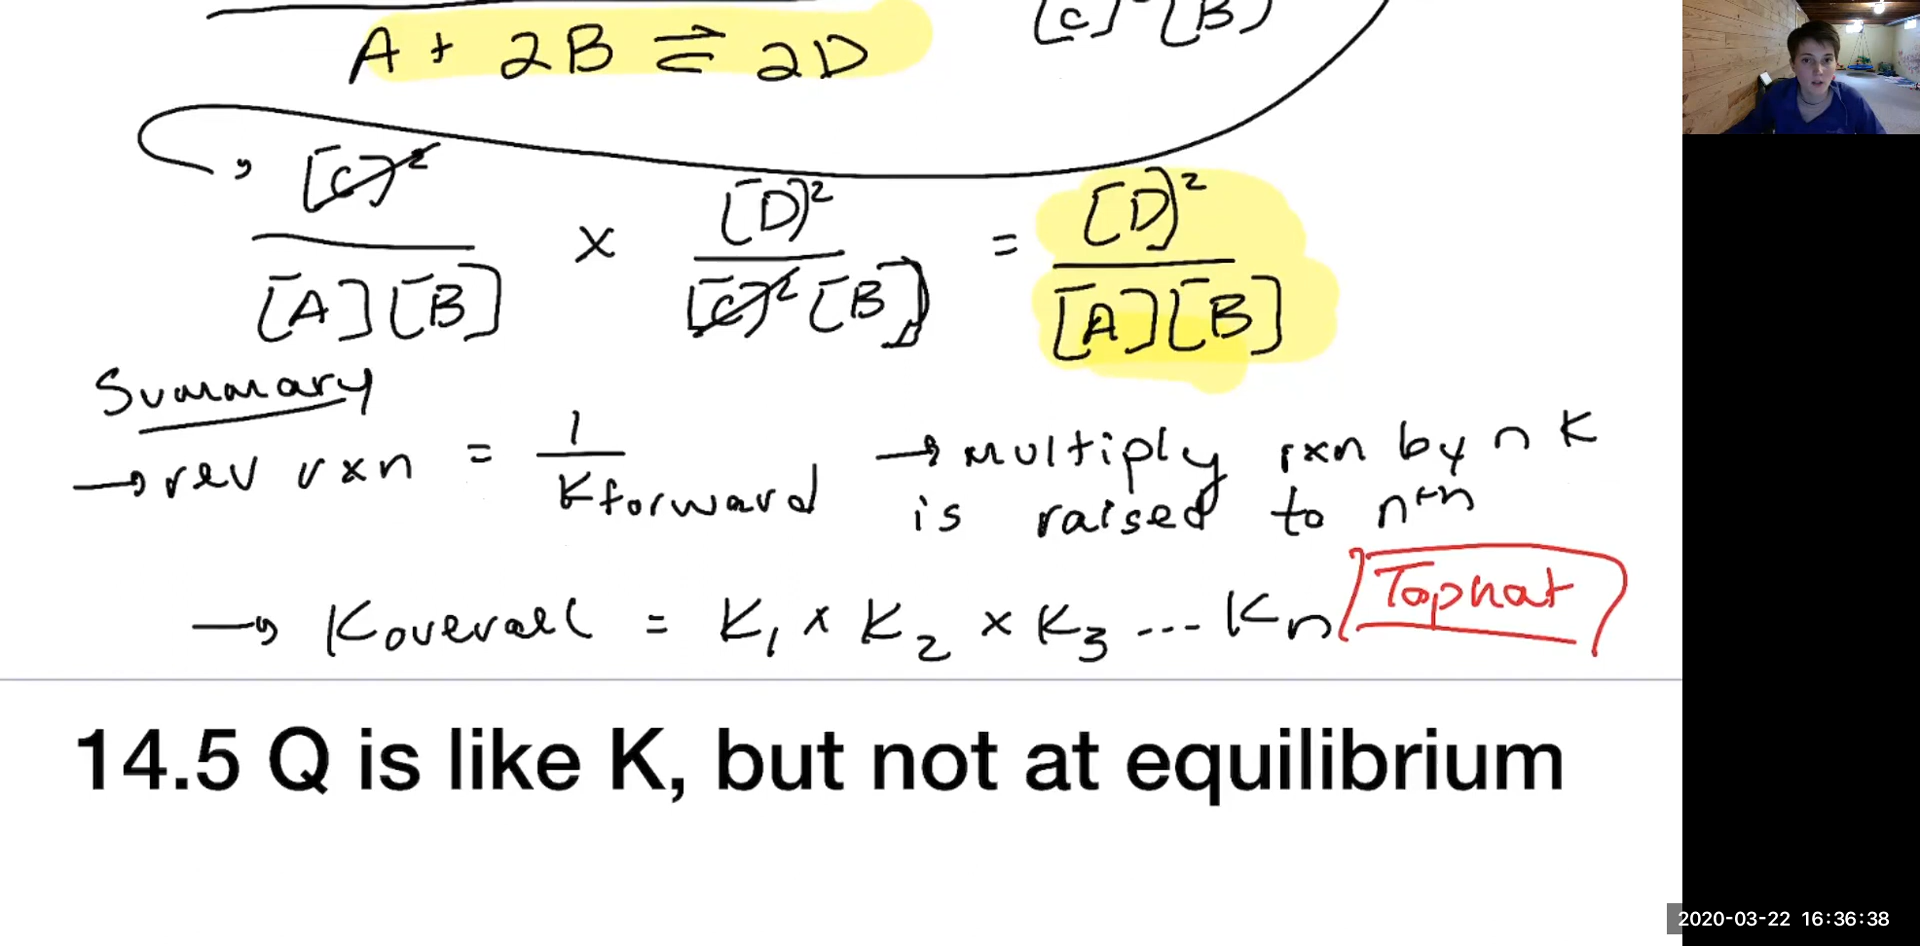 [C] [B]
A + 2B ⇌ 2D
[C]² / [A][B] × [D]² / [C]²[B] = [D]² / [A][B]
Summary
→ rev rxn = 1 / Kforward → multiply rxn by n K
is raised to nth
→ Koverall = K₁ × K₂ × K₃ ... Kn Tophat
14.5 Q is like K, but not at equilibrium
2020-03-22 16:36:38